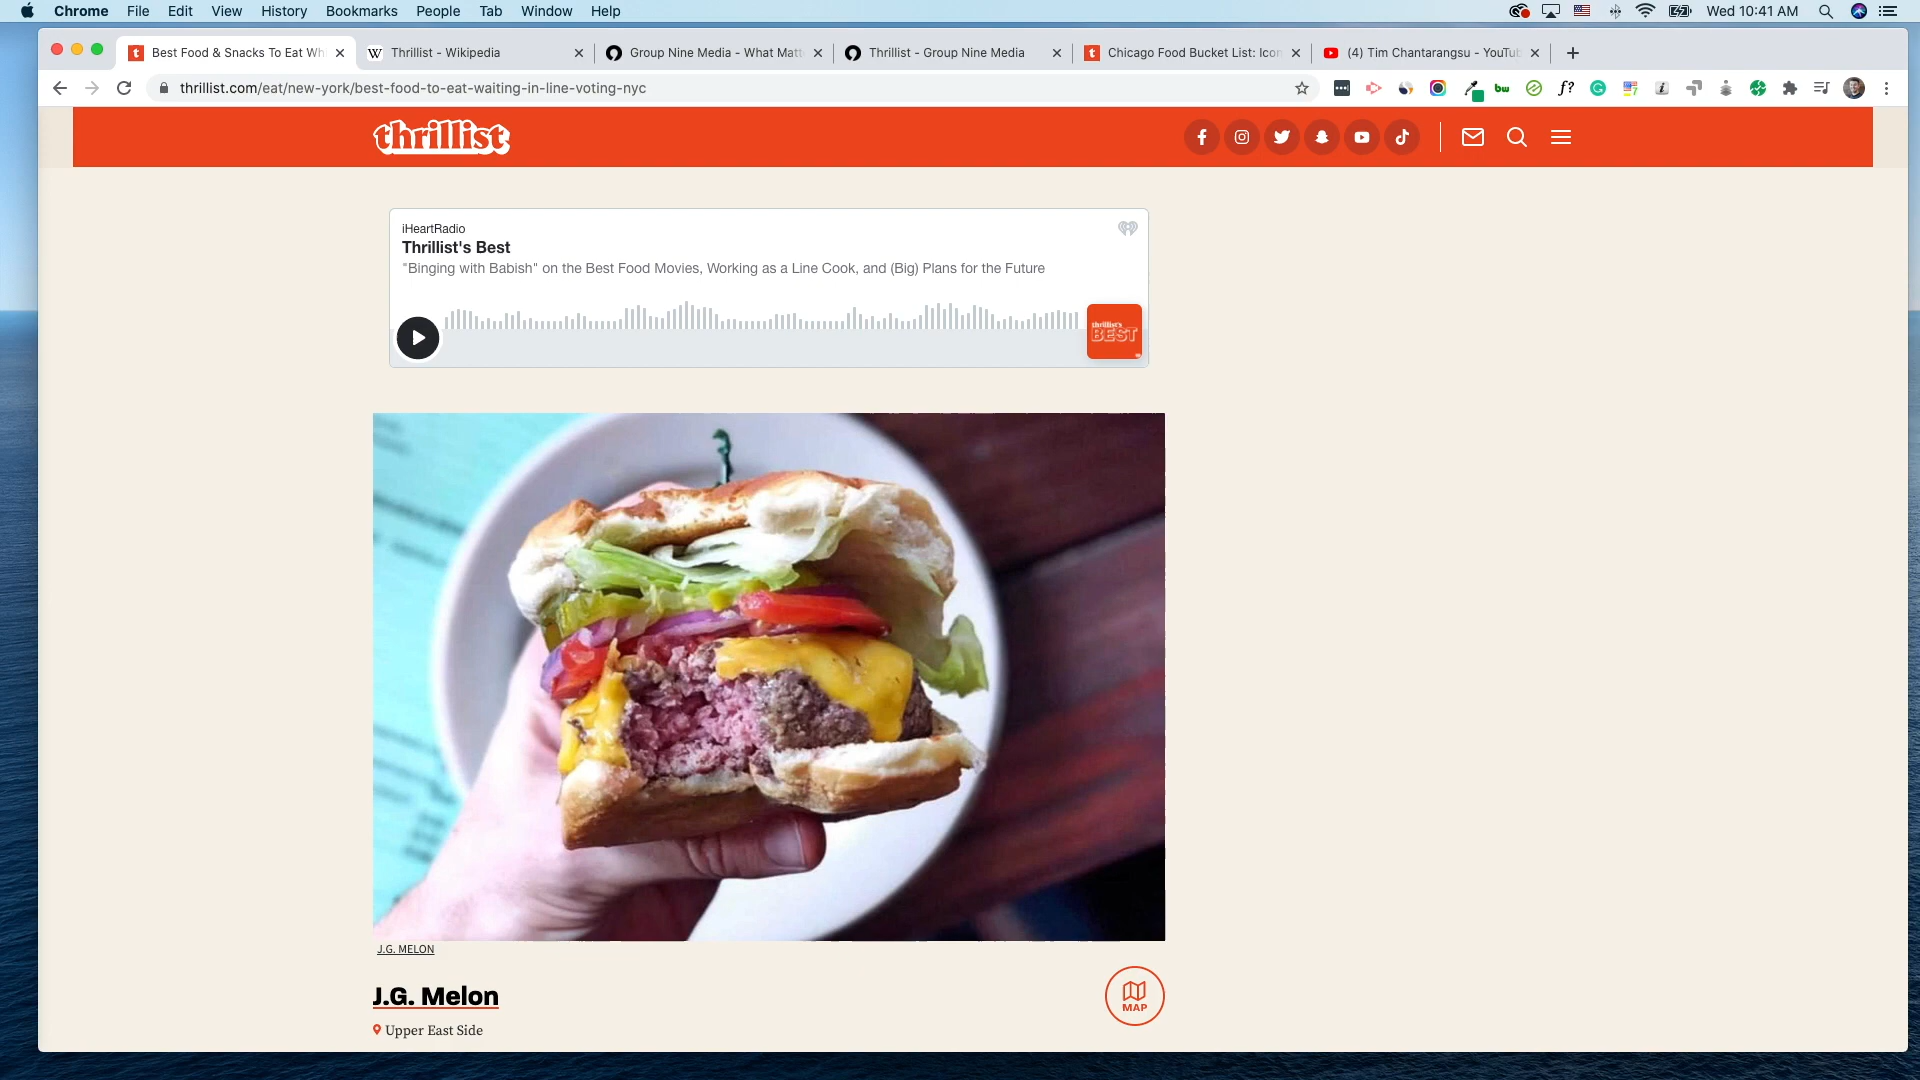 Chrome File Edit View History Bookmarks People Tab Window Help Wed 10:41 AM
Best Food & Snacks To Eat Wh Thrillist - Wikipedia Group Nine Media - What Matt Thrillist - Group Nine Media Chicago Food Bucket List: Icon (4) Tim Chantarangsu - YouTub
thrillist.com/eat/new-york/best-food-to-eat-waiting-in-line-voting-nyc
thrillist
iHeartRadio
Thrillist's Best
"Binging with Babish" on the Best Food Movies, Working as a Line Cook, and (Big) Plans for the Future
thrillist's
BEST
J.G. MELON
J.G. Melon
MAP
Upper East Side